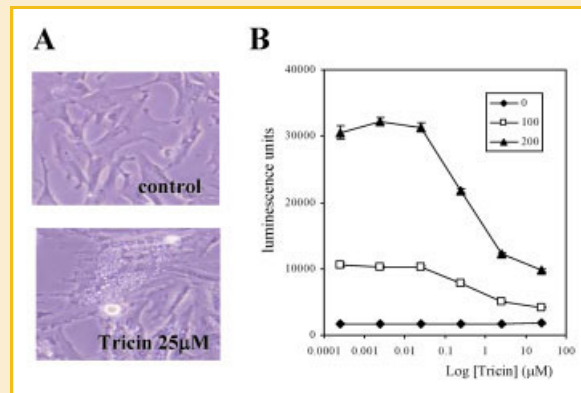 A
control
Tricin 25μM
B
luminescence units
40000
30000
20000
10000
0
0
100
200
0.0001 0.001 0.01 0.1 1 10 100
Log [Tricin] (μM)